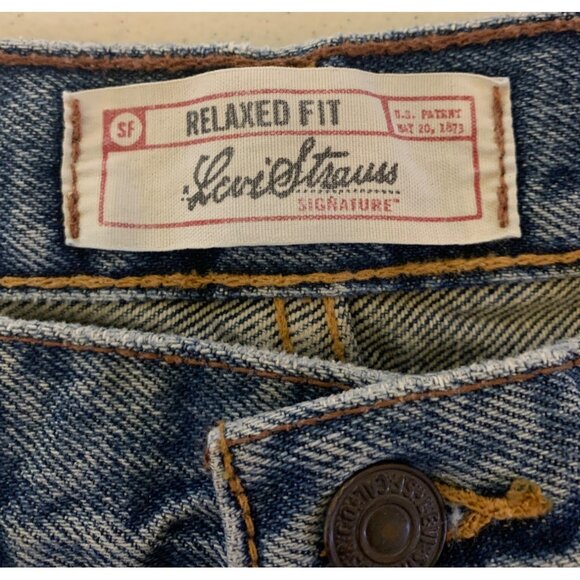 SF
RELAXED FIT
U.S. PATENT
MAY 20, 1873
Levi Strauss
SIGNATURE™